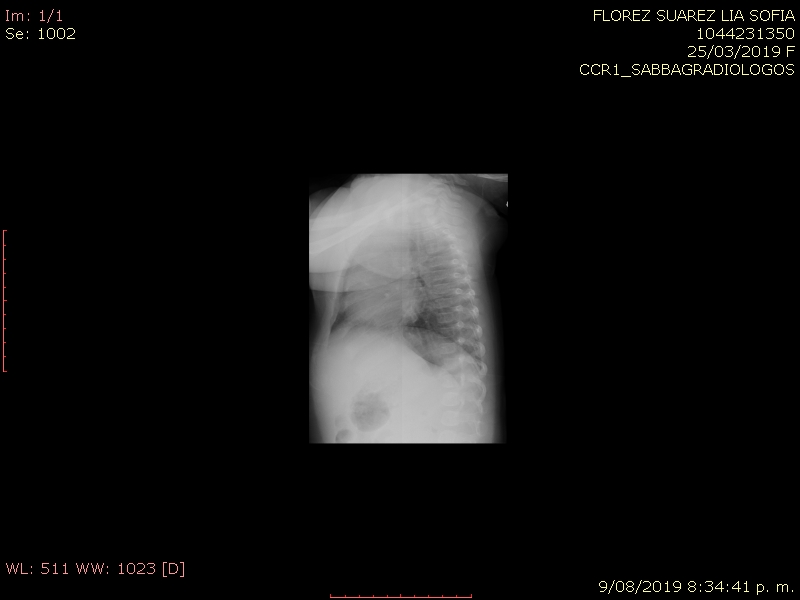 Im: 1/1
Se: 1002
FLOREZ SUAREZ LIA SOFIA
1044231350
25/03/2019 F
CCR1_SABBAGRADIOLOGOS
WL: 511 WW: 1023 [D]
9/08/2019 8:34:41 p. m.